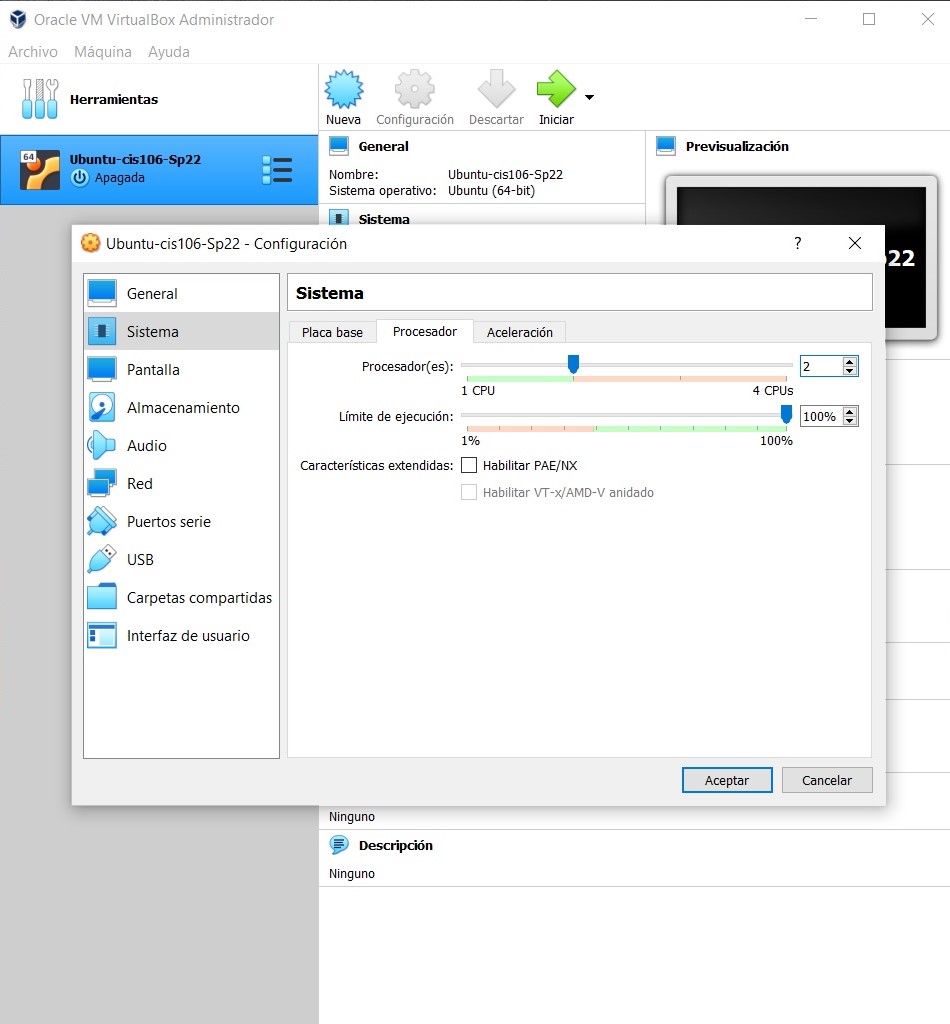 Oracle VM VirtualBox Administrador
Archivo Máquina Ayuda
Herramientas
Nueva Configuración Descartar Iniciar
64
Ubuntu-cis106-Sp22
Apagada
General
Nombre: Ubuntu-cis106-Sp22
Sistema operativo: Ubuntu (64-bit)
Previsualización
Sistema
p22
Ubuntu-cis106-Sp22 - Configuración ?
General
Sistema
Pantalla
Almacenamiento
Audio
Red
Puertos serie
USB
Carpetas compartidas
Interfaz de usuario
Sistema
Placa base Procesador Aceleración
Procesador(es): 2
1 CPU 4 CPUs
Límite de ejecución: 100%
1% 100%
Características extendidas: Habilitar PAE/NX
Habilitar VT-x/AMD-V anidado
Aceptar Cancelar
Ninguno
Descripción
Ninguno